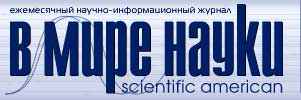 ежемесячный научно-информационный журнал
в мире науки
scientific american